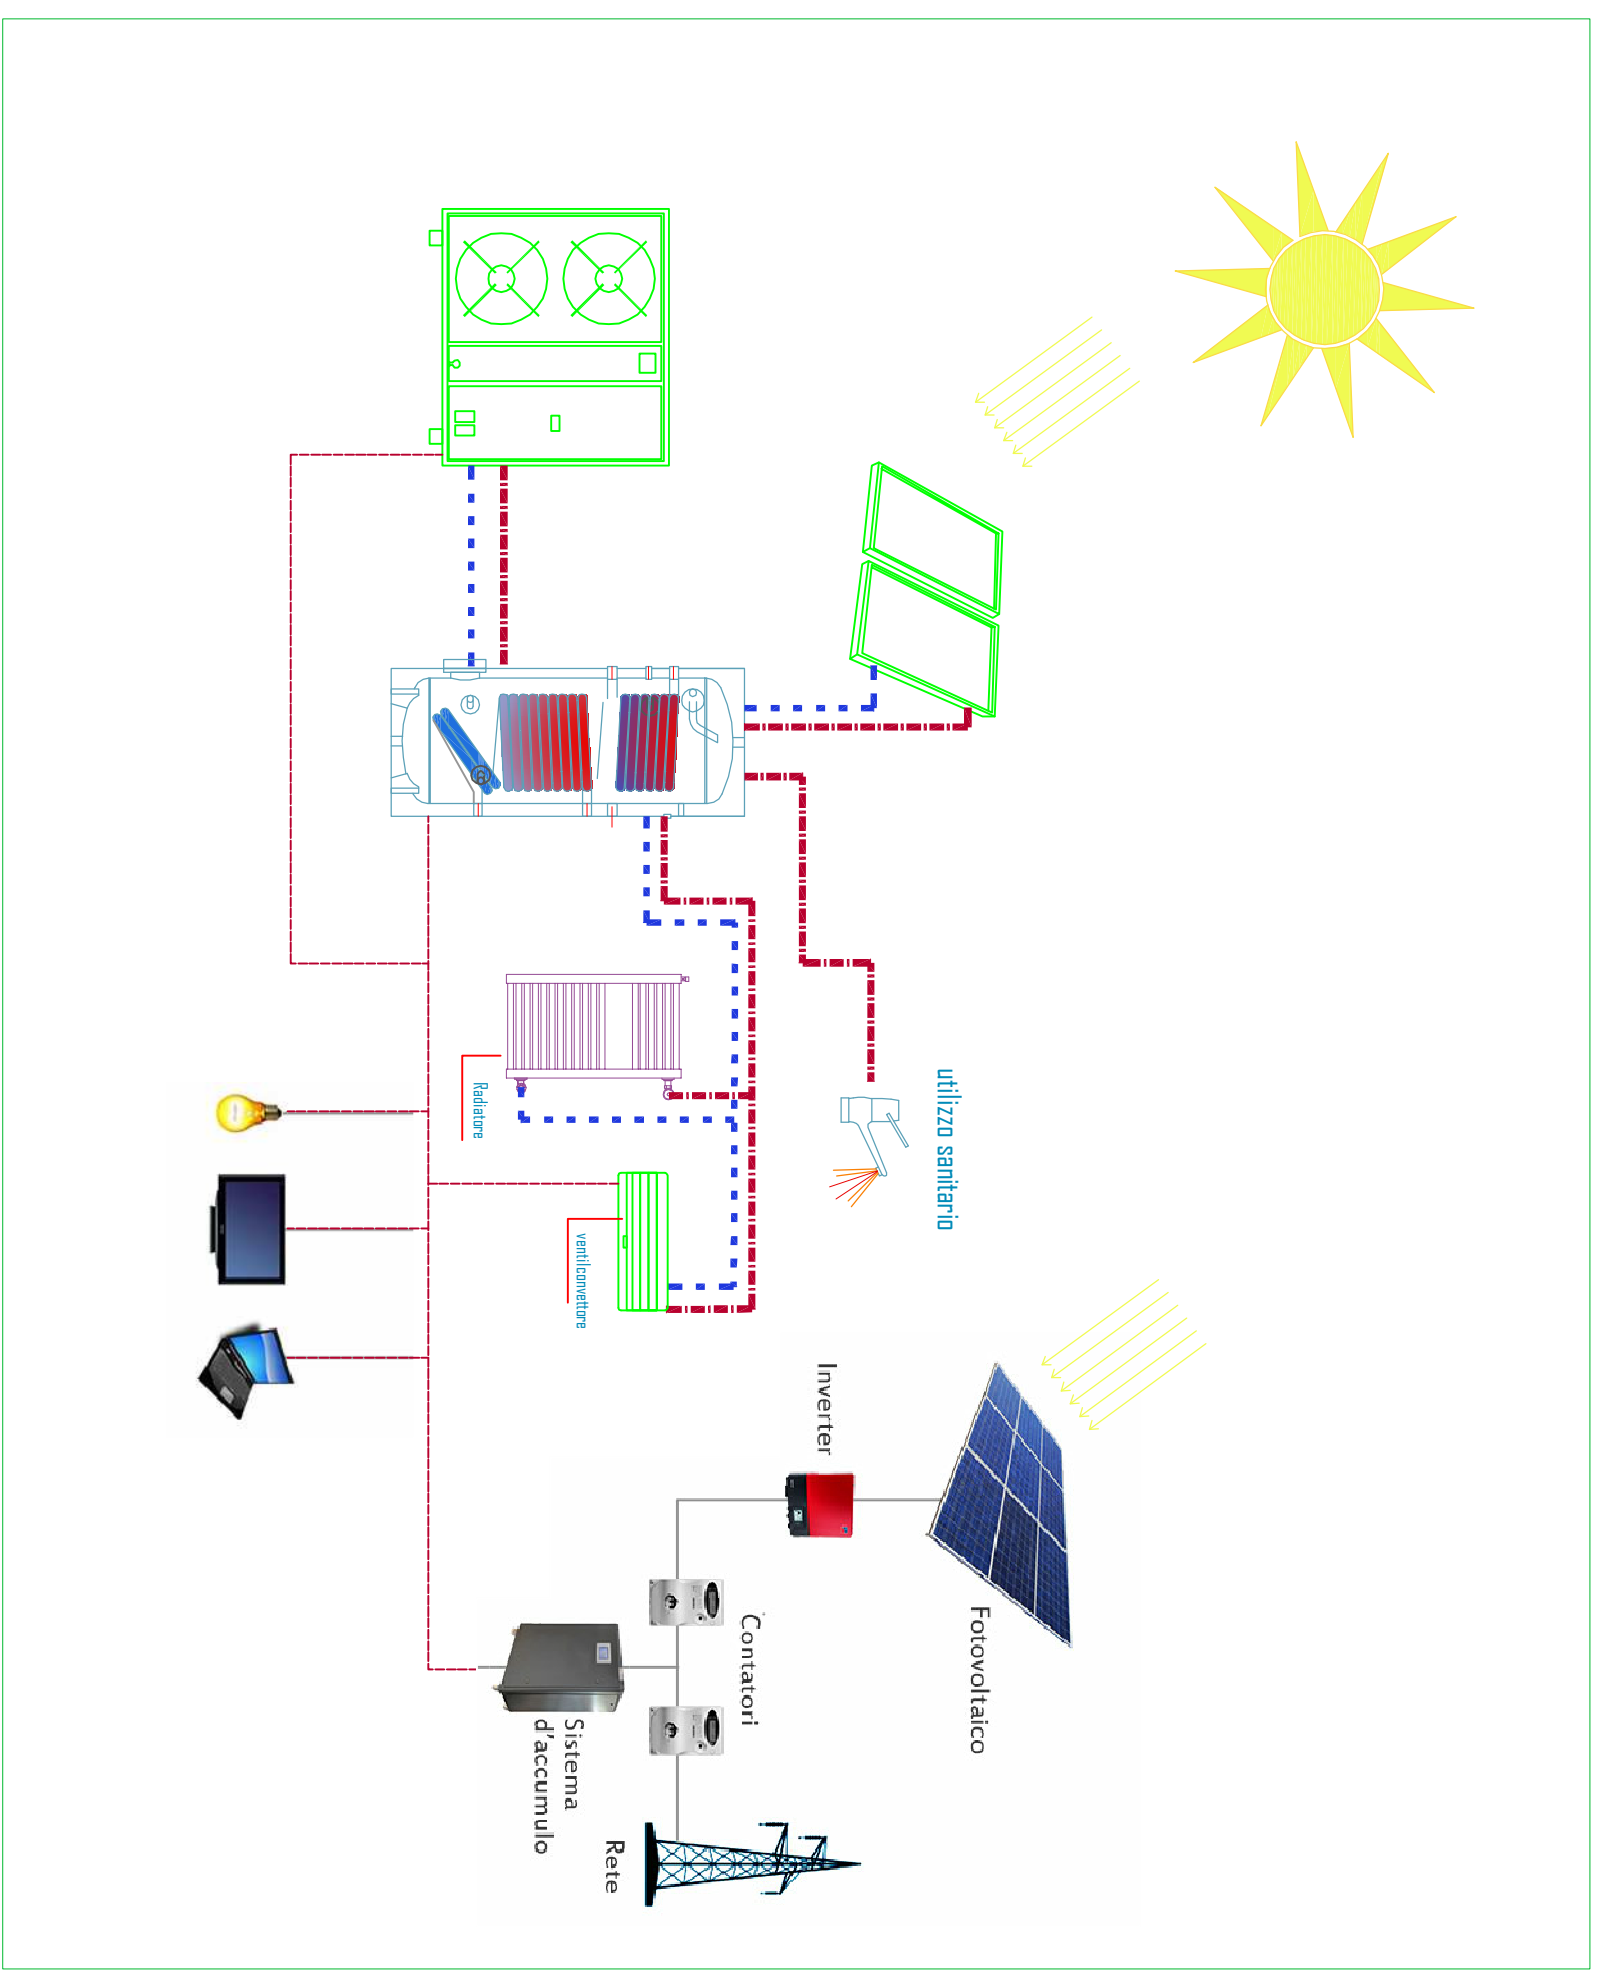 utilizzo sanitario
Radiatore
ventilconvettore
Inverter
Fotovoltaico
Contatori
Sistema
d'accumulo
Rete